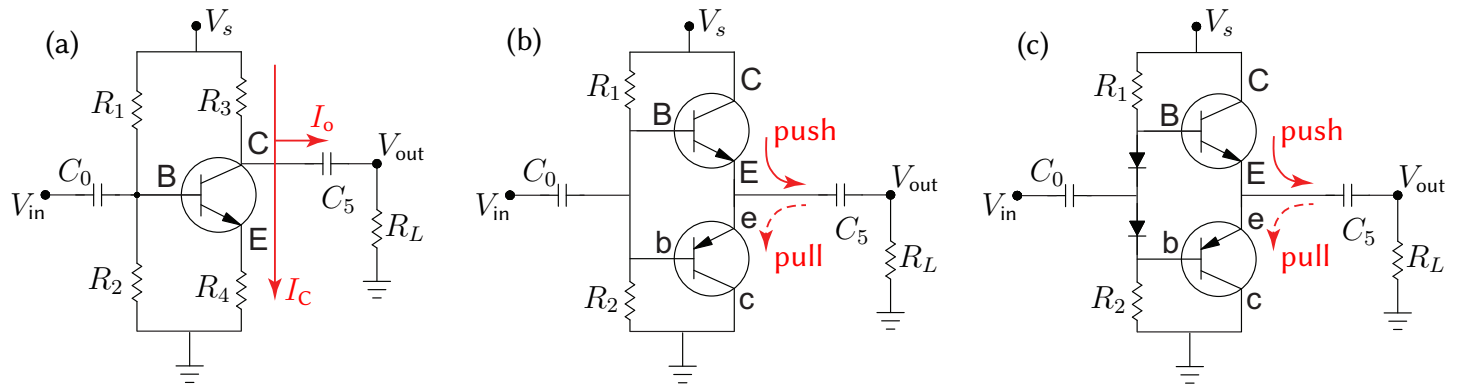 (a)
V_s
R_1
R_3
I_o
C
V_out
C_0
B
C_5
V_in
E
R_L
R_2
R_4
I_C
(b)
V_s
C
R_1
B
push
E
C_0
V_out
V_in
e
C_5
b
pull
R_L
R_2
c
(c)
V_s
C
R_1
B
push
E
C_0
V_out
V_in
e
C_5
b
pull
R_L
R_2
c